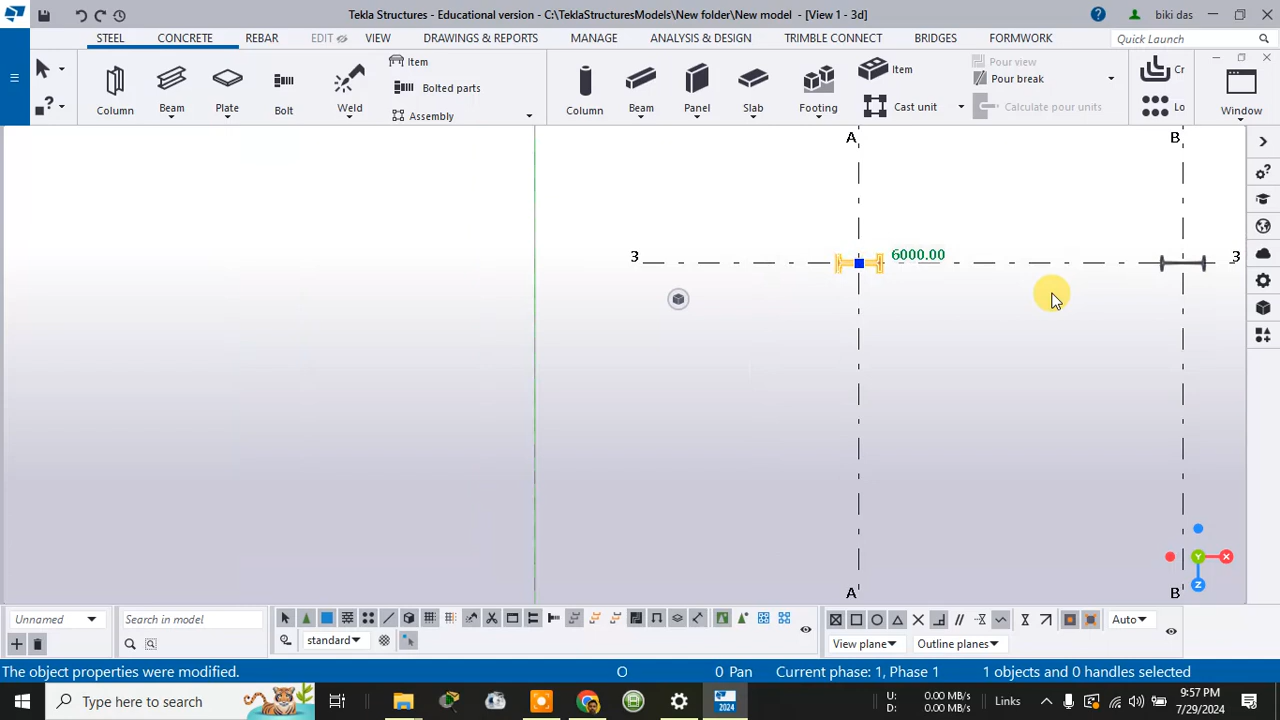 Tekla Structures - Educational version - C:\TeklaStructuresModels\New folder\New model - [View 1 - 3d]
biki das
STEEL CONCRETE REBAR EDIT VIEW DRAWINGS & REPORTS MANAGE ANALYSIS & DESIGN TRIMBLE CONNECT BRIDGES FORMWORK Quick Launch
Item
Pour view
Item
Cr
Pour break
Bolted parts
Column Beam Plate Bolt Weld
Column Beam Panel Slab Footing
Cast unit
Calculate pour units
Lo
Window
Assembly
A B
6000.00
3 3
A B
Unnamed
Search in model
standard
Auto
View plane
Outline planes
The object properties were modified.
O
0 Pan
Current phase: 1, Phase 1
1 objects and 0 handles selected
Type here to search
2024
U: 0.00 MB/s
D: 0.00 MB/s
Links
9:57 PM
7/29/2024
X
Y
Z